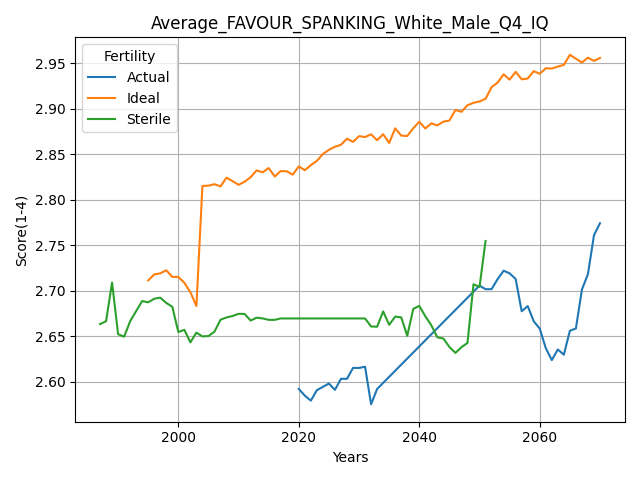 Average_FAVOUR_SPANKING_White_Male_Q4_IQ
Score(1-4)
2.95
2.90
2.85
2.80
2.75
2.70
2.65
2.60
Fertility
Actual
Ideal
Sterile
2000
2020
2040
2060
Years